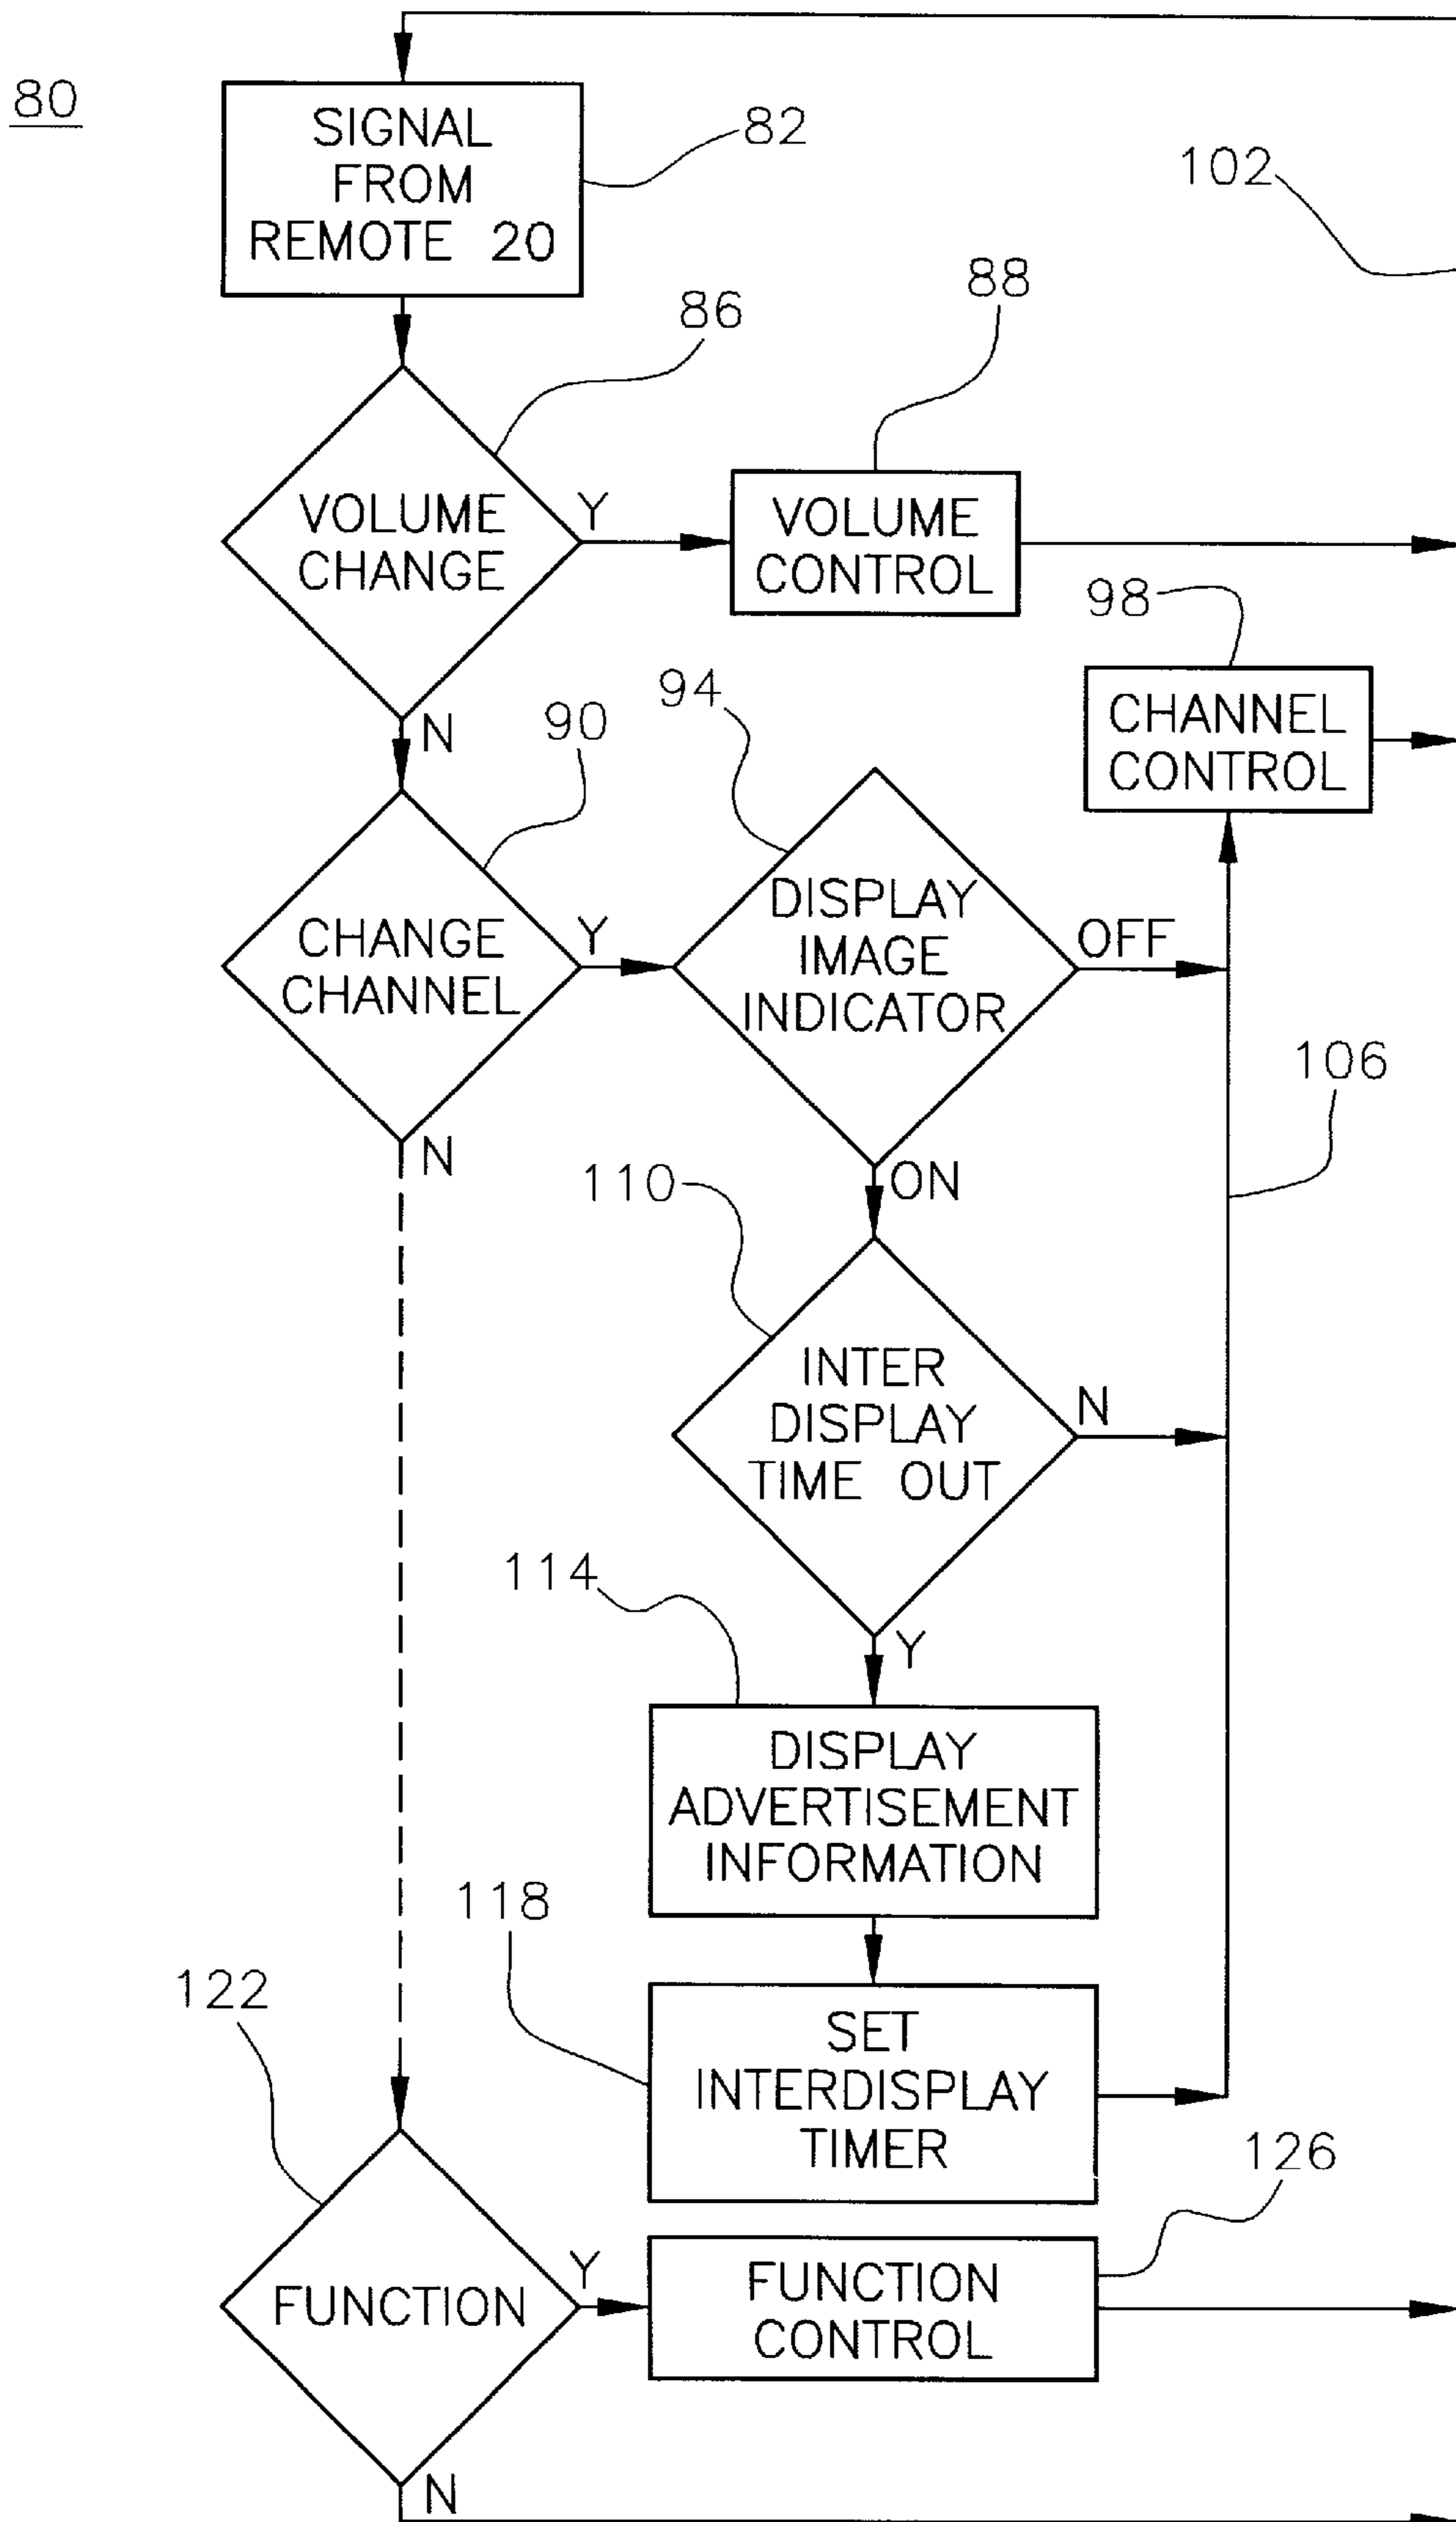 80
SIGNAL
FROM
REMOTE 20
82
102
86
88
VOLUME
CHANGE
Y
VOLUME
CONTROL
98
N
90
94
CHANNEL
CONTROL
CHANGE
CHANNEL
Y
DISPLAY
IMAGE
INDICATOR
OFF
106
N
ON
110
INTER
DISPLAY
TIME OUT
N
114
Y
DISPLAY
ADVERTISEMENT
INFORMATION
118
SET
INTERDISPLAY
TIMER
122
126
FUNCTION
Y
FUNCTION
CONTROL
N